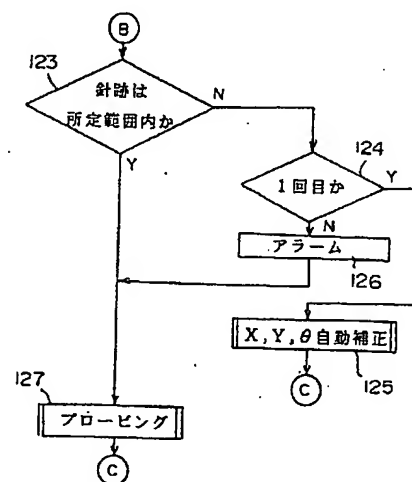 B
123
針跡は
所定範囲内か
N
Y
124
1回目か
Y
N
アラーム
126
X,Y,θ自動補正
125
C
127
プロービング
C